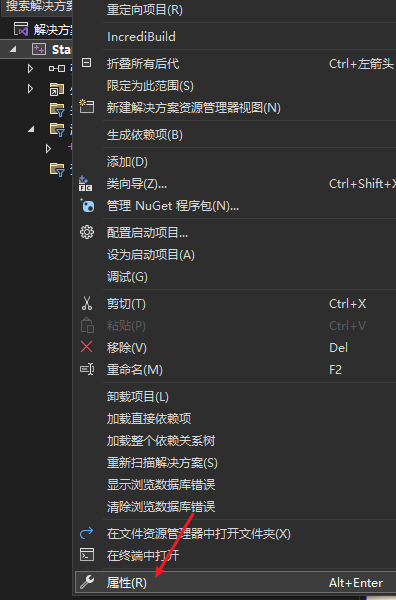 搜索解决方案
重定向项目(R)
解决方案
IncrediBuild
Sta
折叠所有后代 Ctrl+左箭头
限定为此范围(S)
新建解决方案资源管理器视图(N)
生成依赖项(B)
添加(D)
类向导(Z)... Ctrl+Shift+X
管理 NuGet 程序包(N)...
配置启动项目...
设为启动项目(A)
调试(G)
剪切(T) Ctrl+X
粘贴(P) Ctrl+V
移除(V) Del
重命名(M) F2
卸载项目(L)
加载直接依赖项
加载整个依赖关系树
重新扫描解决方案(S)
显示浏览数据库错误
清除浏览数据库错误
在文件资源管理器中打开文件夹(X)
在终端中打开
属性(R) Alt+Enter